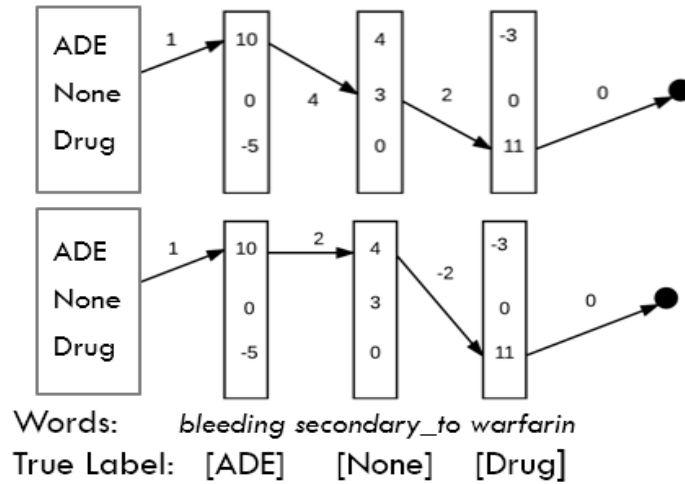 ADE 1 10 4 -3
None 0 4 3 2 0 0
Drug -5 0 11
ADE 1 10 2 4 -3
None 0 3 -2 0 0
Drug -5 0 11
Words: bleeding secondary_to warfarin
True Label: [ADE] [None] [Drug]